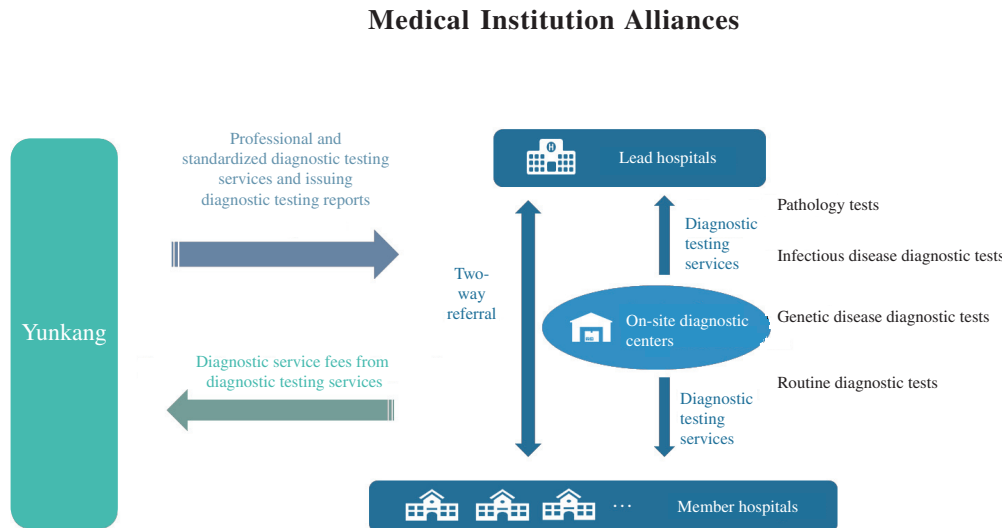 Medical Institution Alliances
Professional and
standardized diagnostic testing
services and issuing
diagnostic testing reports
Yunkang
Diagnostic service fees from
diagnostic testing services
H
Lead hospitals
Two-
way
referral
Diagnostic
testing
services
On-site diagnostic
centers
Diagnostic
testing
services
... Member hospitals
Pathology tests
Infectious disease diagnostic tests
Genetic disease diagnostic tests
Routine diagnostic tests